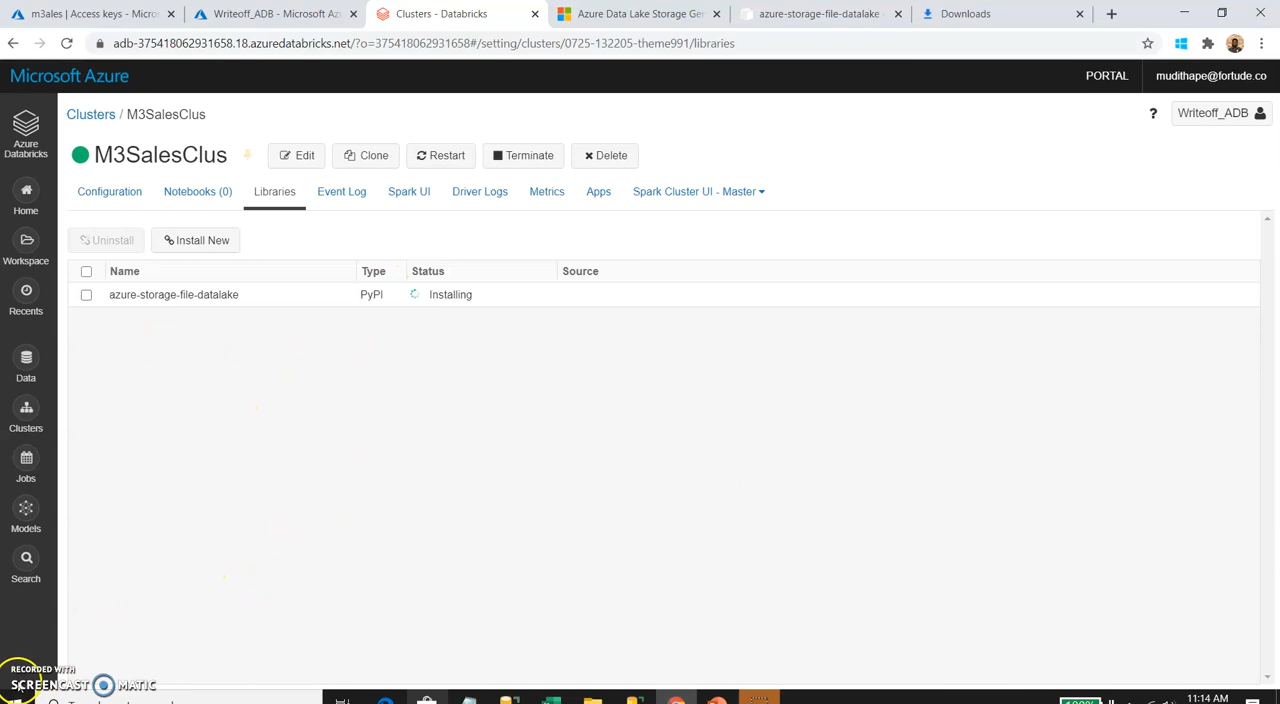 m3ales | Access keys - Micros
Writeoff_ADB - Microsoft Az
Clusters - Databricks
Azure Data Lake Storage Ge
azure-storage-file-datalake
Downloads
adb-375418062931658.18.azuredatabricks.net/?o=375418062931658#/setting/clusters/0725-132205-theme991/libraries
Microsoft Azure
PORTAL
mudithape@fortude.co
Clusters / M3SalesClus
?
Writeoff_ADB
Azure
Databricks
M3SalesClus
Edit
Clone
Restart
Terminate
Delete
Configuration
Notebooks (0)
Libraries
Event Log
Spark UI
Driver Logs
Metrics
Apps
Spark Cluster UI - Master
Home
Uninstall
Install New
Workspace
Name
Type
Status
Source
azure-storage-file-datalake
PyPI
Installing
Recents
Data
Clusters
Jobs
Models
Search
RECORDED WITH
SCREENCAST MATIC
11:14 AM